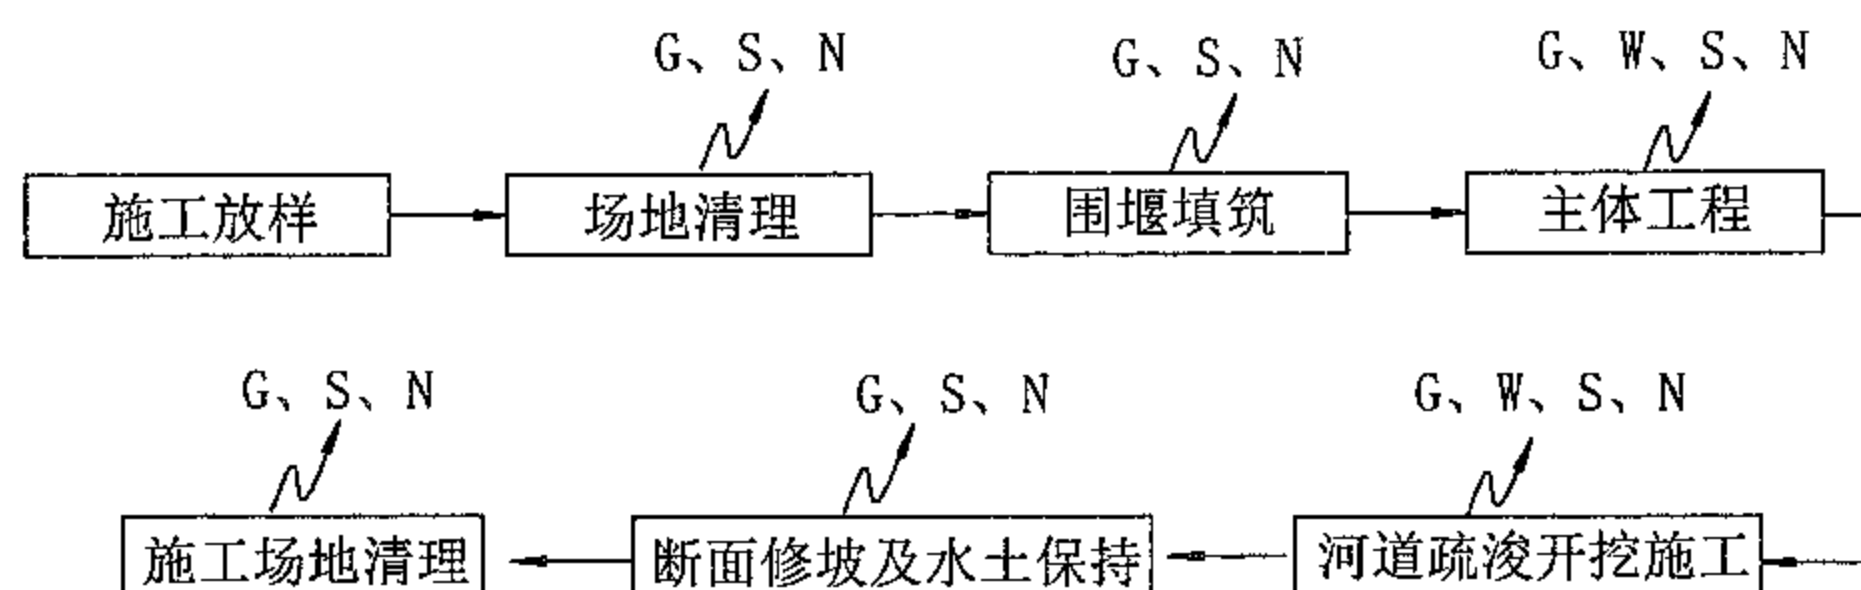 G、S、N G、S、N G、W、S、N
施工放样 场地清理 围堰填筑 主体工程
G、S、N G、S、N G、W、S、N
施工场地清理 断面修坡及水土保持 河道疏浚开挖施工